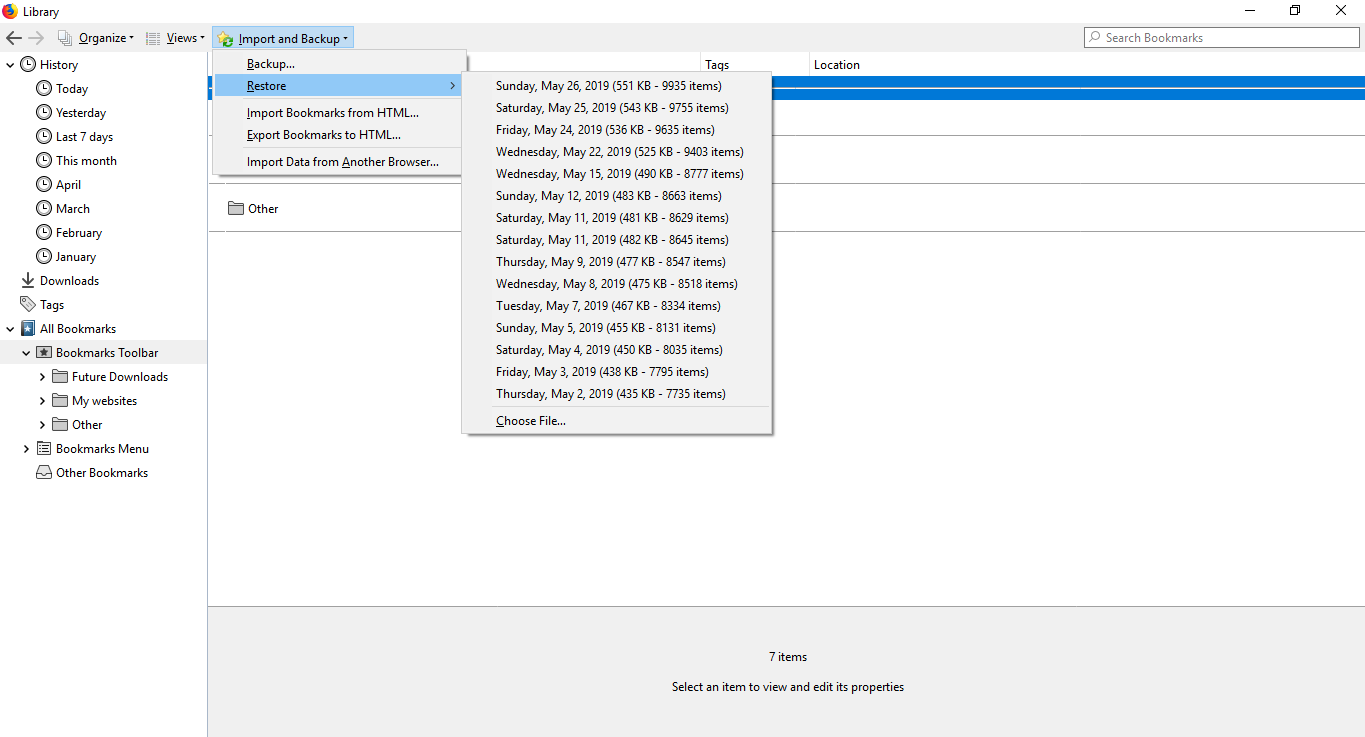 Library
Organize Views Import and Backup Search Bookmarks
Tags Location
Backup...
Restore
Import Bookmarks from HTML...
Export Bookmarks to HTML...
Import Data from Another Browser...
Sunday, May 26, 2019 (551 KB - 9935 items)
Saturday, May 25, 2019 (543 KB - 9755 items)
Friday, May 24, 2019 (536 KB - 9635 items)
Wednesday, May 22, 2019 (525 KB - 9403 items)
Wednesday, May 15, 2019 (490 KB - 8777 items)
Sunday, May 12, 2019 (483 KB - 8663 items)
Saturday, May 11, 2019 (481 KB - 8629 items)
Saturday, May 11, 2019 (482 KB - 8645 items)
Thursday, May 9, 2019 (477 KB - 8547 items)
Wednesday, May 8, 2019 (475 KB - 8518 items)
Tuesday, May 7, 2019 (467 KB - 8334 items)
Sunday, May 5, 2019 (455 KB - 8131 items)
Saturday, May 4, 2019 (450 KB - 8035 items)
Friday, May 3, 2019 (438 KB - 7795 items)
Thursday, May 2, 2019 (435 KB - 7735 items)
Choose File...
History
Today
Yesterday
Last 7 days
This month
April
March
February
January
Downloads
Tags
All Bookmarks
Bookmarks Toolbar
Future Downloads
My websites
Other
Bookmarks Menu
Other Bookmarks
Other
7 items
Select an item to view and edit its properties